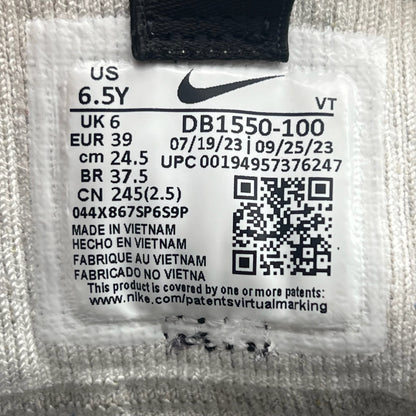 US
6.5Y
VT
UK 6
EUR 39
cm 24.5
BR 37.5
CN 245(2.5)
DB1550-100
07/19/23 | 09/25/23
UPC 00194957376247
044X867SP6S9P
MADE IN VIETNAM
HECHO EN VIETNAM
FABRIQUE AU VIETNAM
FABRICADO NO VIETNA
This product is covered by one or more patents:
www.nike.com/patentsvirtualmarking